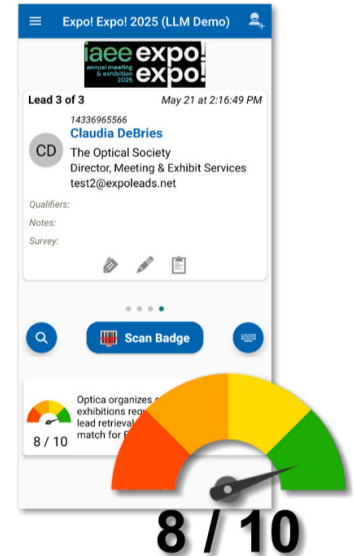 Expo! Expo! 2025 (LLM Demo)
iaee expo!
annual meeting
& exhibition
2025
expo!
Lead 3 of 3
May 21 at 2:16:49 PM
14336965566
Claudia DeBries
CD
The Optical Society
Director, Meeting & Exhibit Services
test2@expoleads.net
Qualifiers:
Notes:
Survey:
Scan Badge
Optica organizes
exhibitions
lead retrieval
match for
8 / 10
8 / 10